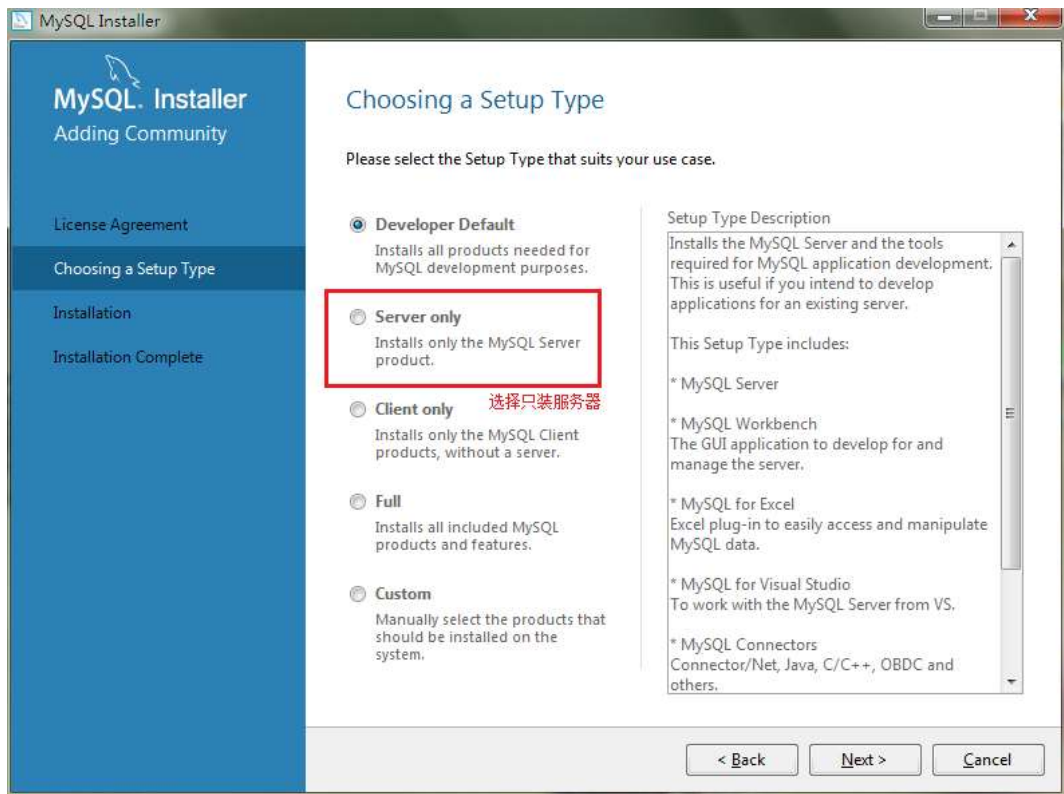 MySQL Installer
MySQL. Installer
Adding Community
License Agreement
Choosing a Setup Type
Installation
Installation Complete
Choosing a Setup Type
Please select the Setup Type that suits your use case.
Developer Default
Installs all products needed for
MySQL development purposes.
Server only
Installs only the MySQL Server
product.
选择只装服务器
Client only
Installs only the MySQL Client
products, without a server.
Full
Installs all included MySQL
products and features.
Custom
Manually select the products that
should be installed on the
system.
Setup Type Description
Installs the MySQL Server and the tools
required for MySQL application development.
This is useful if you intend to develop
applications for an existing server.
This Setup Type includes:
* MySQL Server
* MySQL Workbench
The GUI application to develop for and
manage the server.
* MySQL for Excel
Excel plug-in to easily access and manipulate
MySQL data.
* MySQL for Visual Studio
To work with the MySQL Server from VS.
* MySQL Connectors
Connector/Net, Java, C/C++, OBDC and
others.
< Back
Next >
Cancel